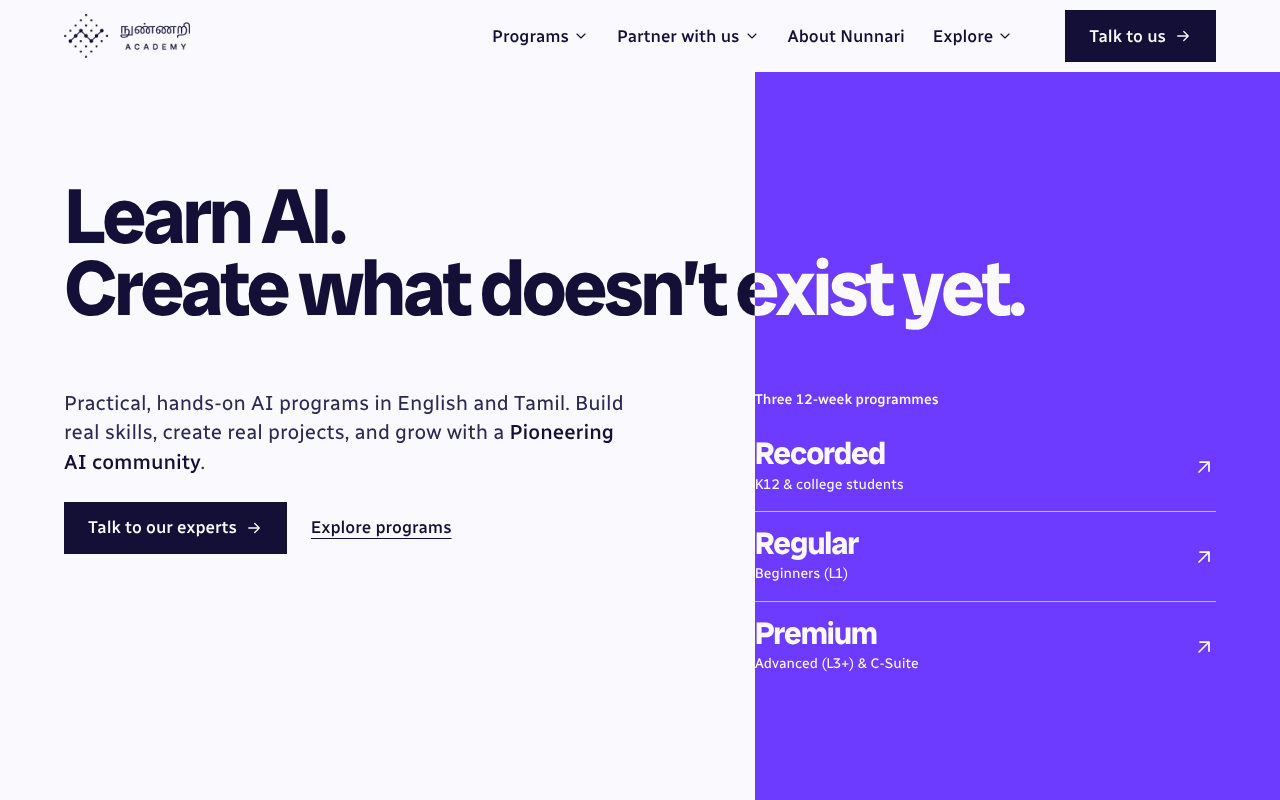 நுண்ணறி
ACADEMY
Programs
Partner with us
About Nunnari
Explore
Talk to us
Learn AI.
Create what doesn't exist yet.
Practical, hands-on AI programs in English and Tamil. Build
real skills, create real projects, and grow with a Pioneering
AI community.
Talk to our experts
Explore programs
Three 12-week programmes
Recorded
K12 & college students
Regular
Beginners (L1)
Premium
Advanced (L3+) & C-Suite